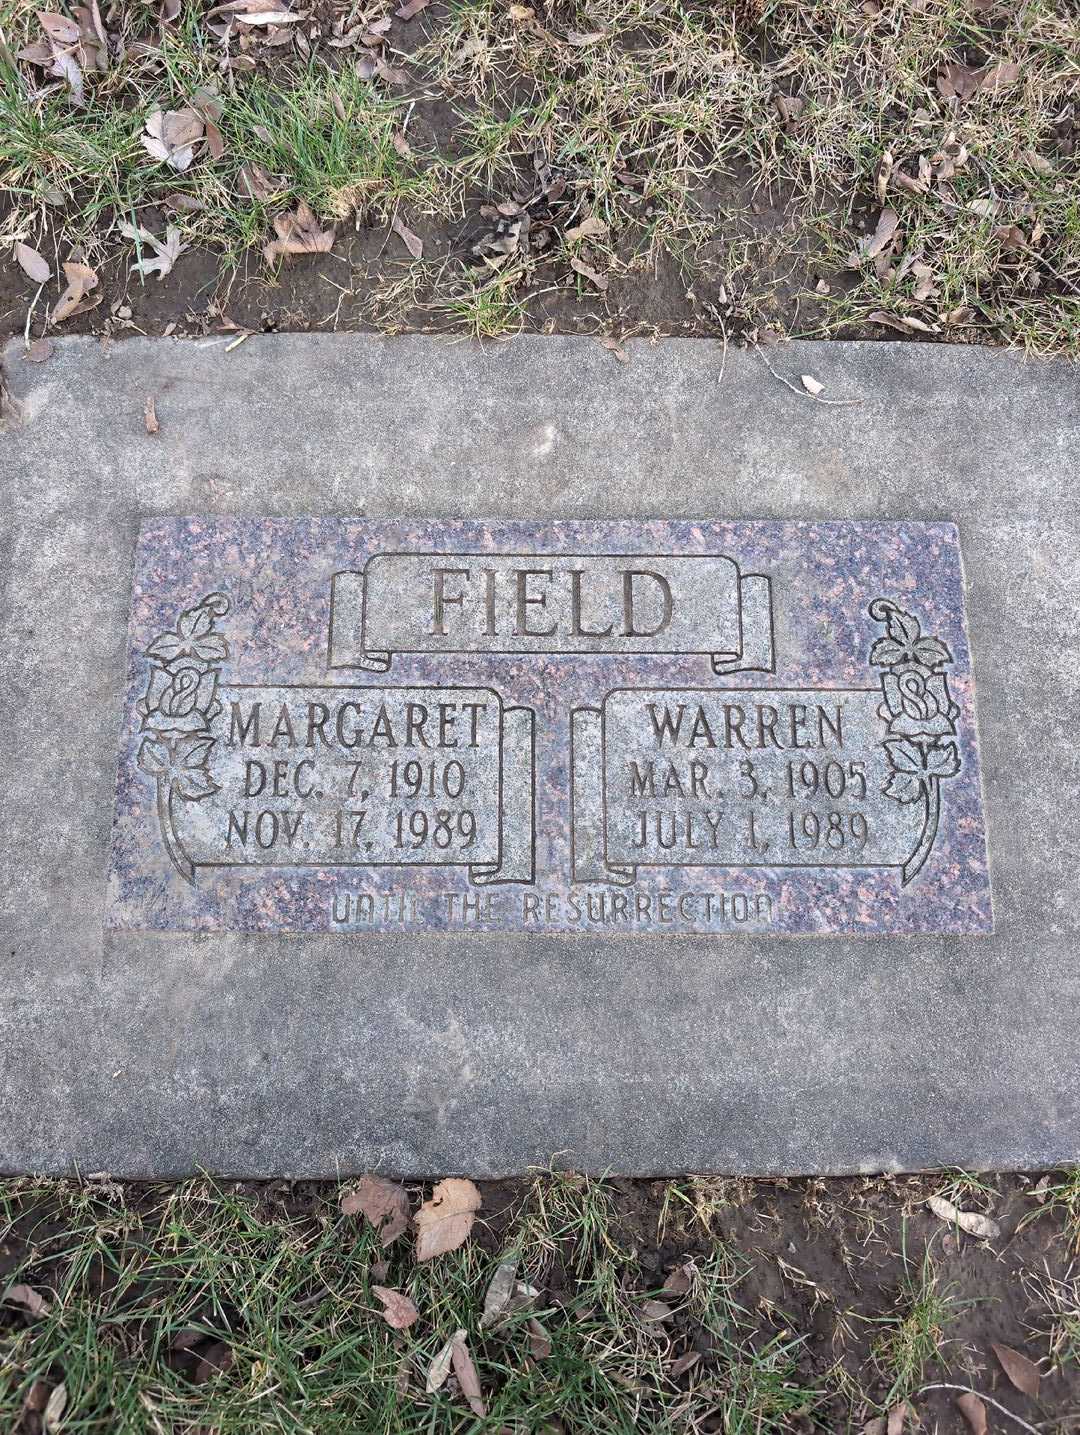 FIELD
MARGARET
DEC. 7, 1910
NOV. 17, 1989
WARREN
MAR. 3, 1905
JULY 1, 1989
UNTIL THE RESURRECTION